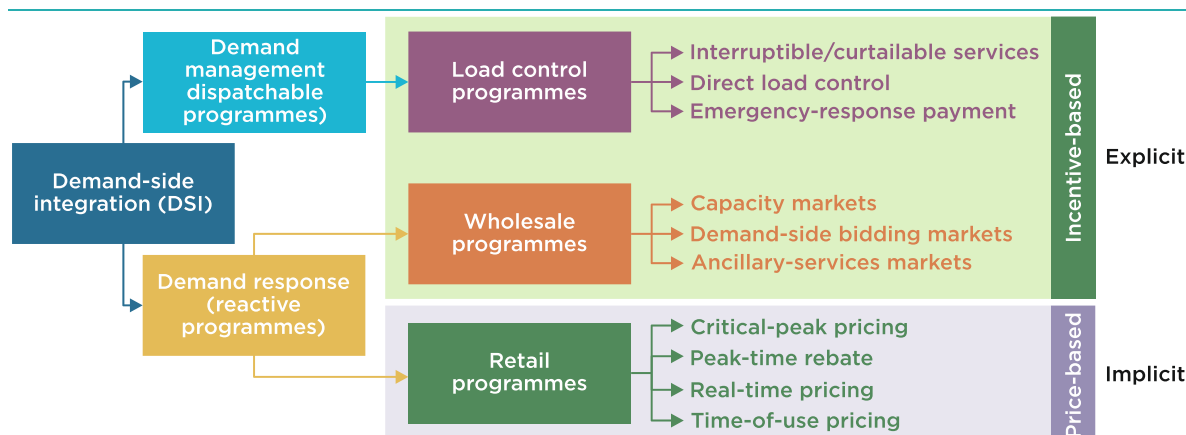 Demand
management
dispatchable
programmes)
Load control
programmes
Interruptible/curtailable services
Direct load control
Emergency-response payment
Incentive-based
Explicit
Demand-side
integration (DSI)
Wholesale
programmes
Capacity markets
Demand-side bidding markets
Ancillary-services markets
Demand response
(reactive
programmes)
Retail
programmes
Critical-peak pricing
Peak-time rebate
Real-time pricing
Time-of-use pricing
Price-based
Implicit